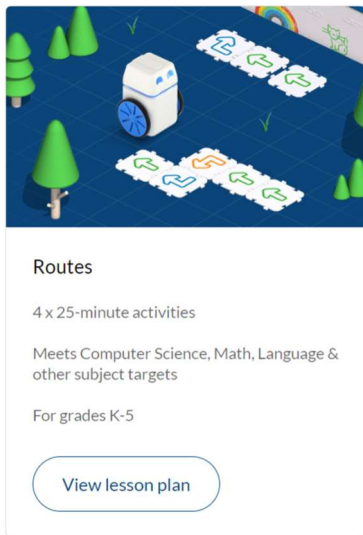 Routes
4 x 25-minute activities
Meets Computer Science, Math, Language &
other subject targets
For grades K-5
View lesson plan